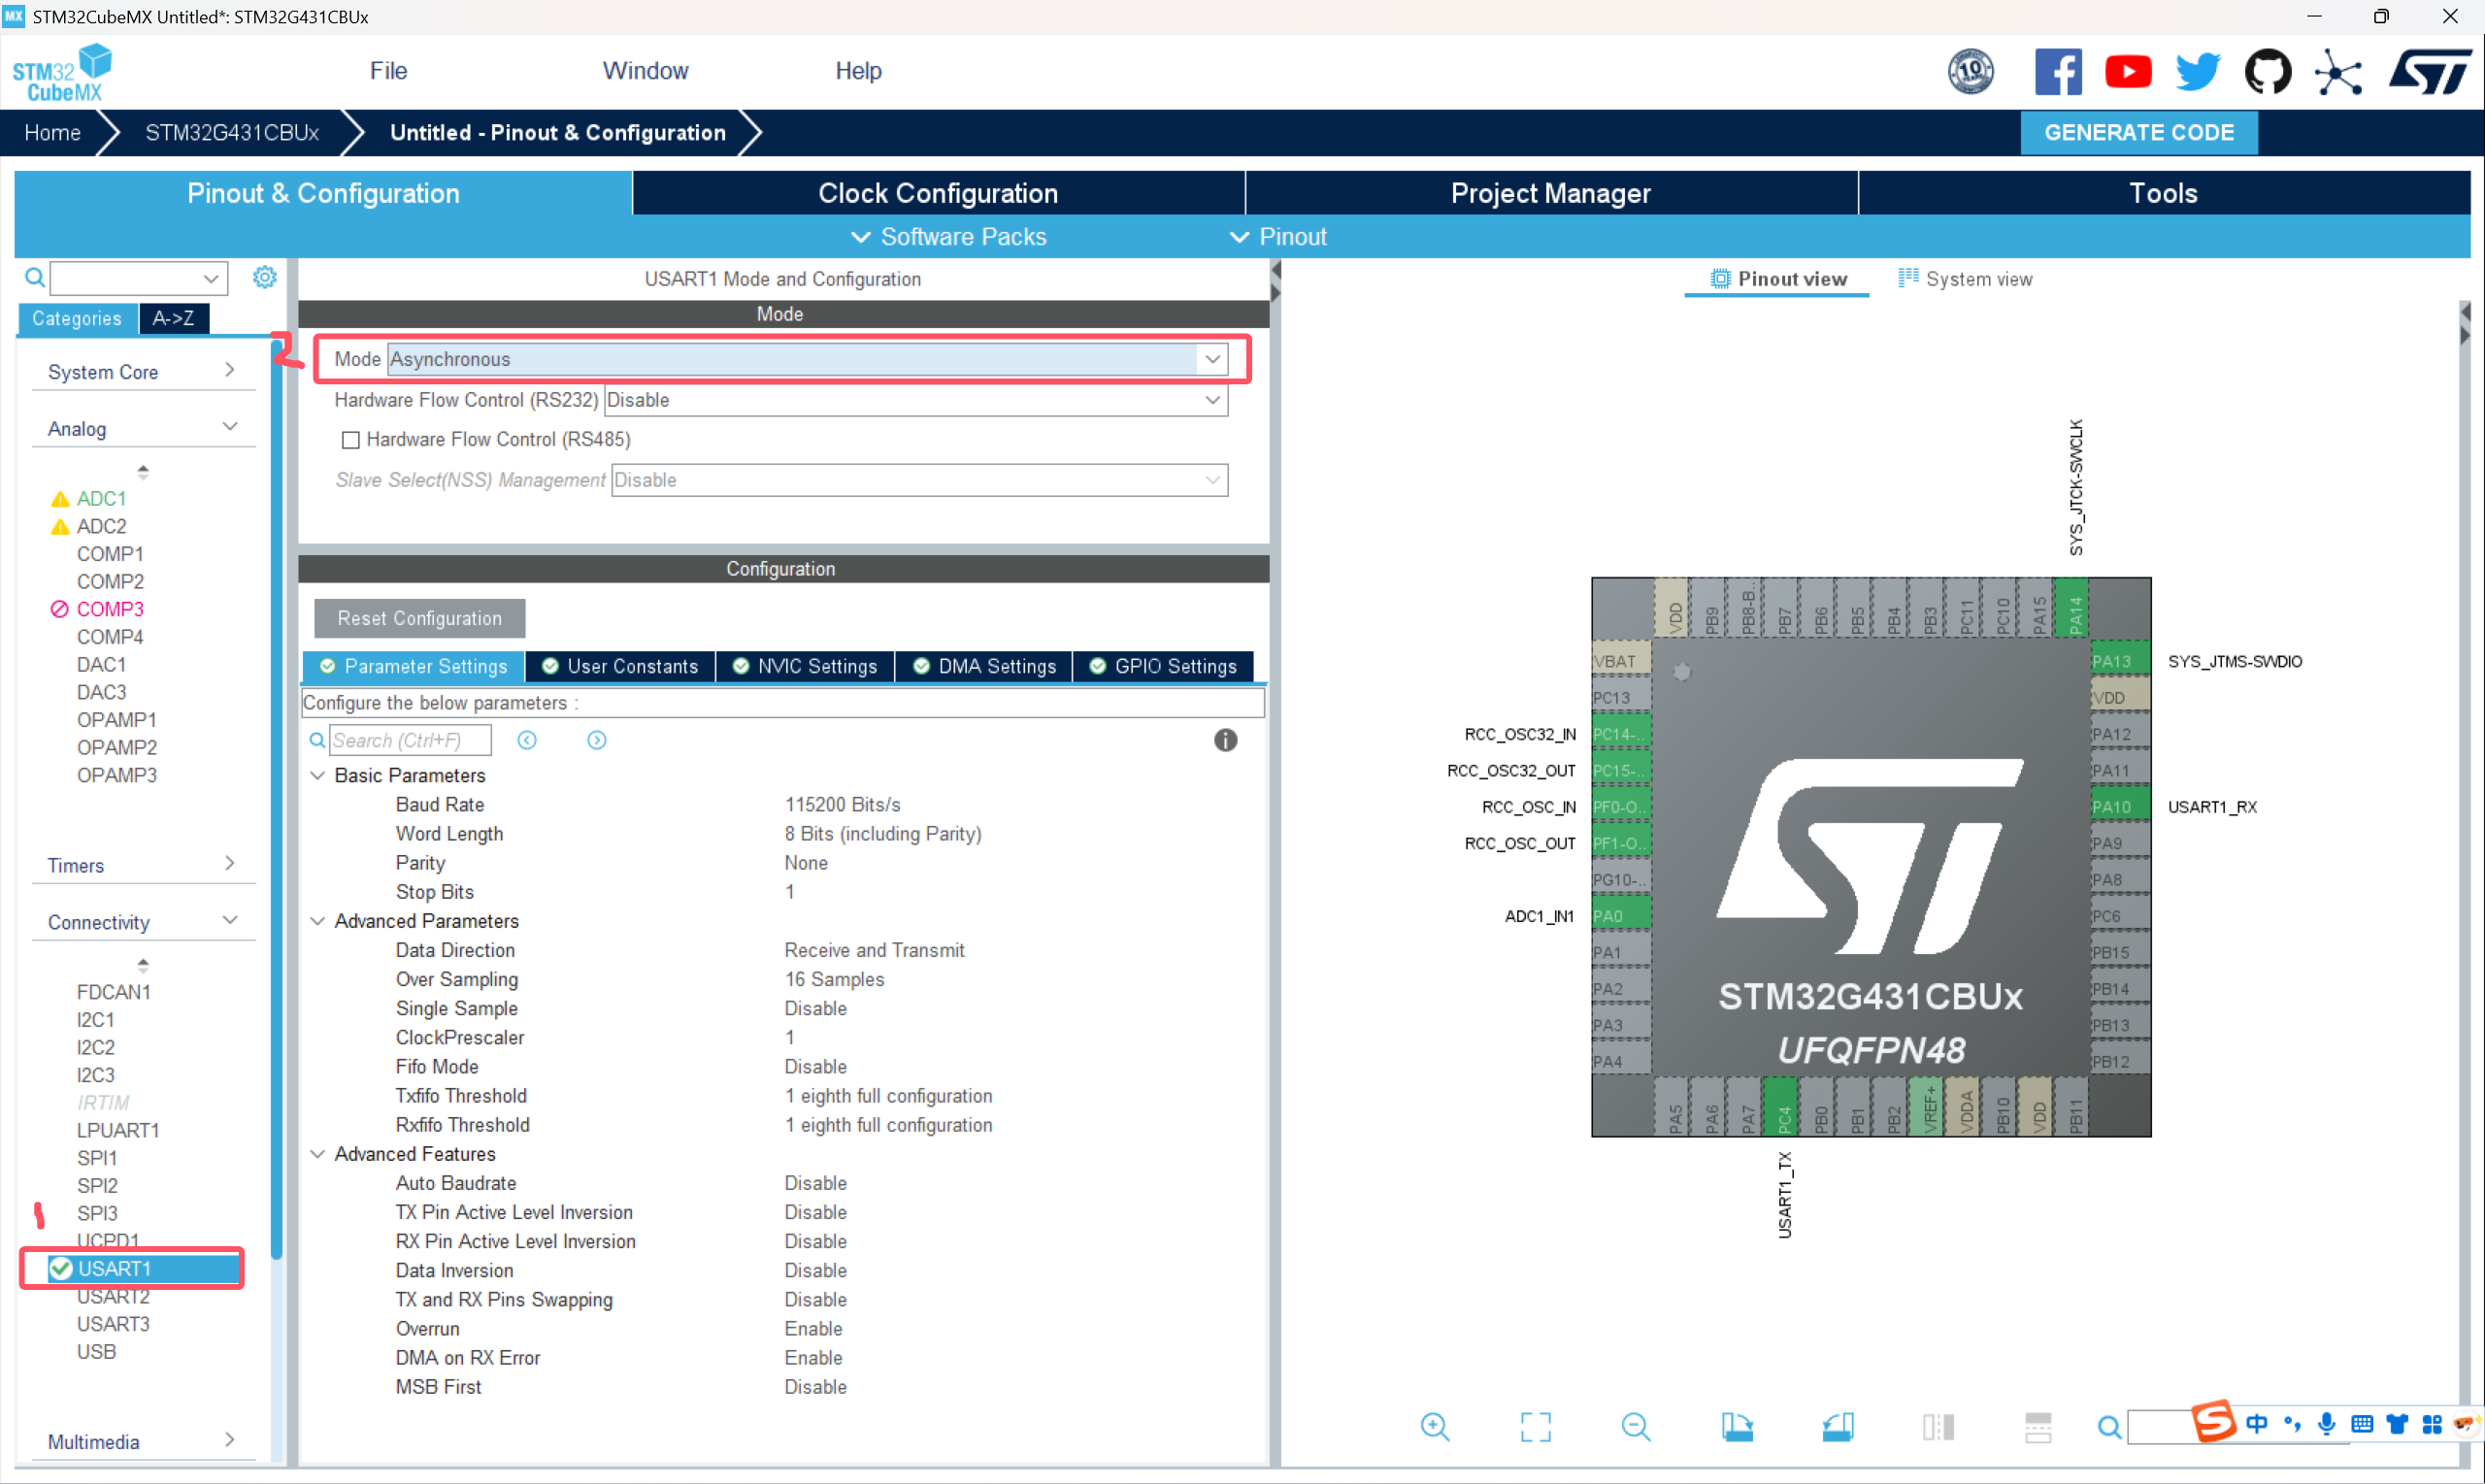 MX STM32CubeMX Untitled*: STM32G431CBUx
STM32
CubeMX
File
Window
Help
10
Home
STM32G431CBUx
Untitled - Pinout & Configuration
GENERATE CODE
Pinout & Configuration
Clock Configuration
Project Manager
Tools
Software Packs
Pinout
Categories
A->Z
System Core
Analog
ADC1
ADC2
COMP1
COMP2
COMP3
COMP4
DAC1
DAC3
OPAMP1
OPAMP2
OPAMP3
Timers
Connectivity
FDCAN1
I2C1
I2C2
I2C3
IRTIM
LPUART1
SPI1
SPI2
1
SPI3
UCPD1
USART1
USART2
USART3
USB
Multimedia
USART1 Mode and Configuration
Mode
2
Mode Asynchronous
Hardware Flow Control (RS232) Disable
Hardware Flow Control (RS485)
Slave Select(NSS) Management Disable
Configuration
Reset Configuration
Parameter Settings
User Constants
NVIC Settings
DMA Settings
GPIO Settings
Configure the below parameters :
Search (Ctrl+F)
Basic Parameters
Baud Rate 115200 Bits/s
Word Length 8 Bits (including Parity)
Parity None
Stop Bits 1
Advanced Parameters
Data Direction Receive and Transmit
Over Sampling 16 Samples
Single Sample Disable
ClockPrescaler 1
Fifo Mode Disable
Txfifo Threshold 1 eighth full configuration
Rxfifo Threshold 1 eighth full configuration
Advanced Features
Auto Baudrate Disable
TX Pin Active Level Inversion Disable
RX Pin Active Level Inversion Disable
Data Inversion Disable
TX and RX Pins Swapping Disable
Overrun Enable
DMA on RX Error Enable
MSB First Disable
Pinout view
System view
SYS_JTCK-SWCLK
VDD
PB9
PB8-B..
PB7
PB6
PB5
PB4
PB3
PC11
PC10
PA15
PA14
VBAT
PC13
RCC_OSC32_IN PC14-..
RCC_OSC32_OUT PC15-..
RCC_OSC_IN PF0-O..
RCC_OSC_OUT PF1-O..
PG10-..
ADC1_IN1 PA0
PA1
PA2
PA3
PA4
PA13 SYS_JTMS-SWDIO
VDD
PA12
PA11
PA10 USART1_RX
PA9
PA8
PC6
PB15
PB14
PB13
PB12
STM32G431CBUx
UFQFPN48
PA5
PA6
PA7
PC4
PB0
PB1
PB2
VREF+
VDDA
PB10
VDD
PB11
USART1_TX
中